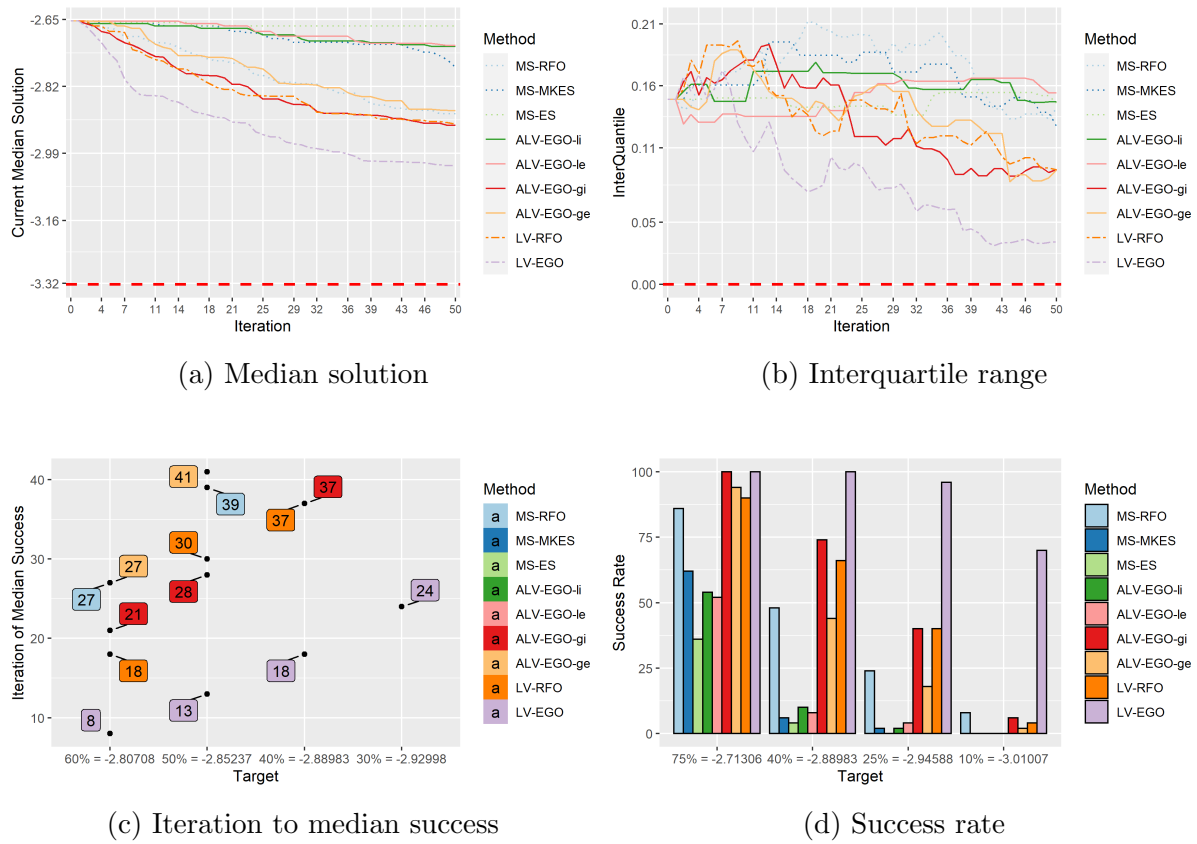 Current Median Solution
-2.65
-2.82
-2.99
-3.16
-3.32
0 4 7 11 14 18 21 25 29 32 36 39 43 46 50
Iteration
Method
MS-RFO
MS-MKES
MS-ES
ALV-EGO-li
ALV-EGO-le
ALV-EGO-gi
ALV-EGO-ge
LV-RFO
LV-EGO
(a) Median solution
InterQuantile
0.21
0.16
0.11
0.05
0.00
0 4 7 11 14 18 21 25 29 32 36 39 43 46 50
Iteration
Method
MS-RFO
MS-MKES
MS-ES
ALV-EGO-li
ALV-EGO-le
ALV-EGO-gi
ALV-EGO-ge
LV-RFO
LV-EGO
(b) Interquartile range
Iteration of Median Success
40
30
20
10
41
39
37
37
30
27
28
27
24
21
18
18
13
8
60% = -2.80708 50% = -2.85237 40% = -2.88983 30% = -2.92998
Target
Method
a MS-RFO
a MS-MKES
a MS-ES
a ALV-EGO-li
a ALV-EGO-le
a ALV-EGO-gi
a ALV-EGO-ge
a LV-RFO
a LV-EGO
(c) Iteration to median success
Success Rate
100
75
50
25
0
75% = -2.71306 40% = -2.88983 25% = -2.94588 10% = -3.01007
Target
Method
MS-RFO
MS-MKES
MS-ES
ALV-EGO-li
ALV-EGO-le
ALV-EGO-gi
ALV-EGO-ge
LV-RFO
LV-EGO
(d) Success rate